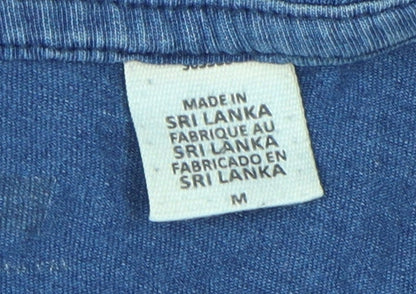 MADE IN
SRI LANKA
FABRIQUE AU
SRI LANKA
FABRICADO EN
SRI LANKA
M